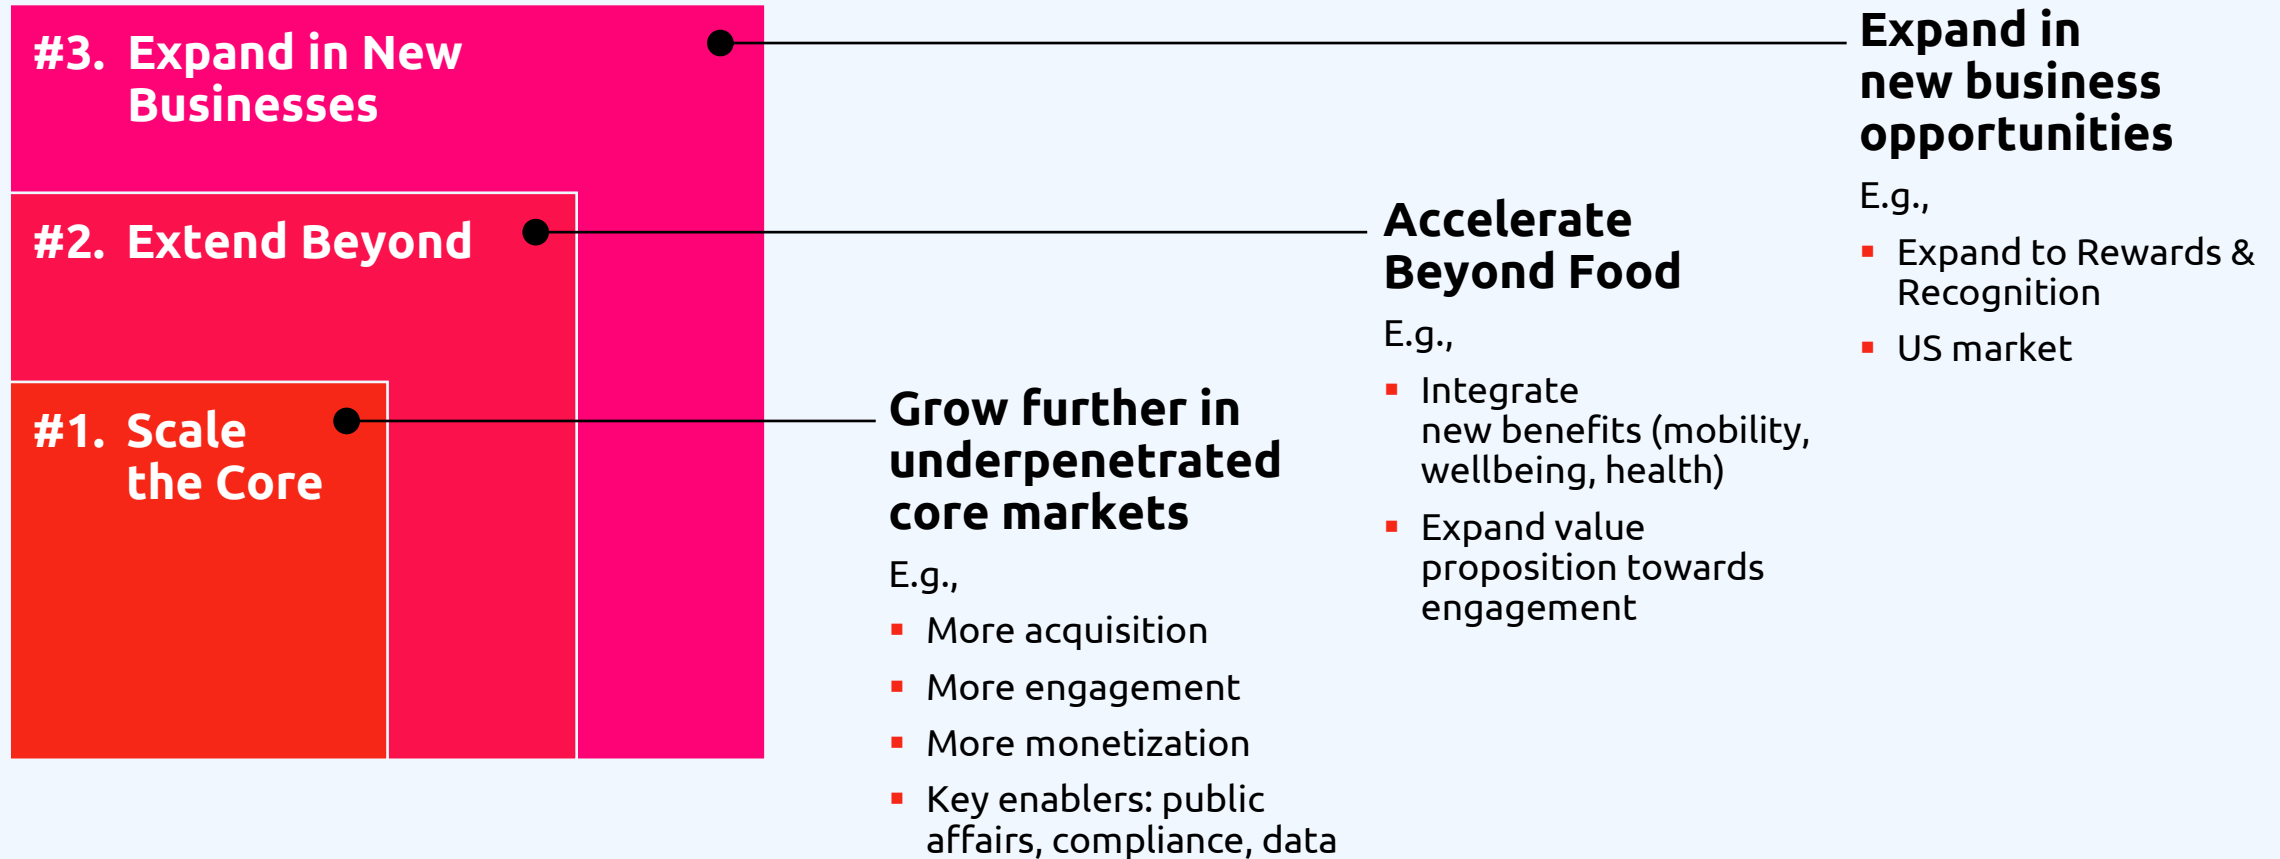 #3. Expand in New
Businesses
#2. Extend Beyond
#1. Scale
the Core
Grow further in
underpenetrated
core markets
E.g.,
▪ More acquisition
▪ More engagement
▪ More monetization
▪ Key enablers: public
affairs, compliance, data
Accelerate
Beyond Food
E.g.,
▪ Integrate
new benefits (mobility,
wellbeing, health)
▪ Expand value
proposition towards
engagement
Expand in
new business
opportunities
E.g.,
▪ Expand to Rewards &
Recognition
▪ US market